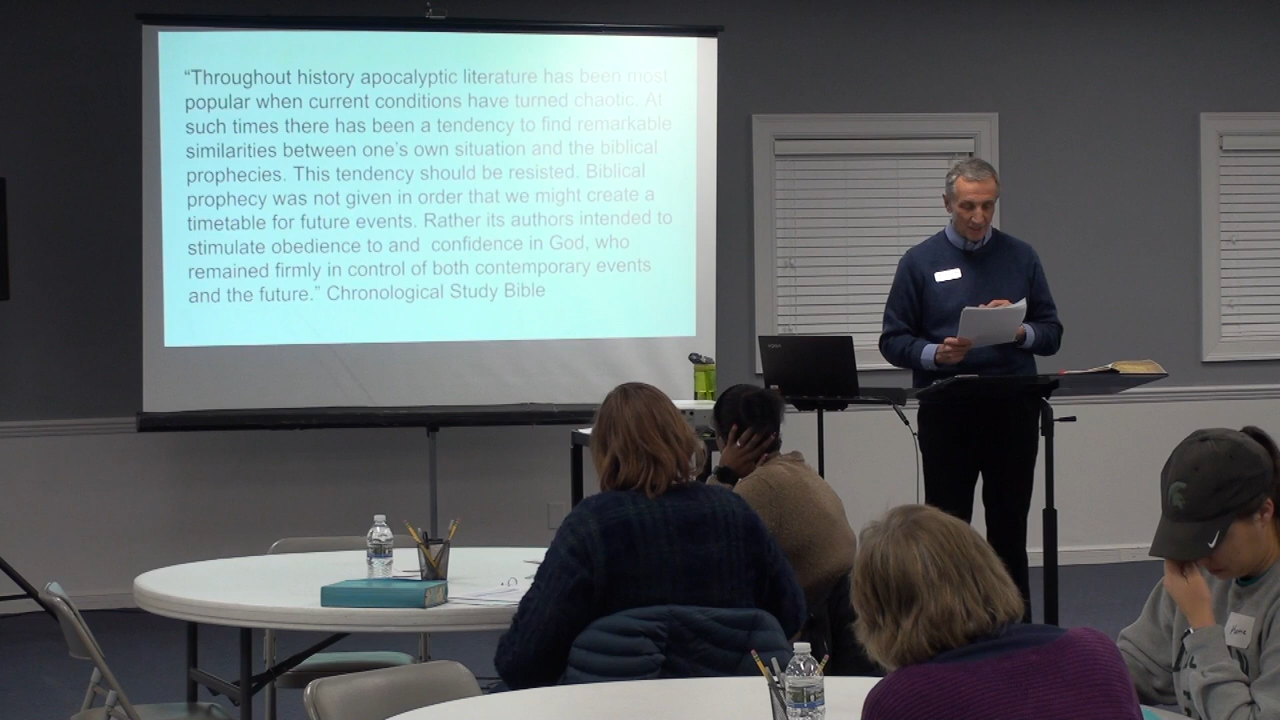 “Throughout history apocalyptic literature has been most
popular when current conditions have turned chaotic. At
such times there has been a tendency to find remarkable
similarities between one’s own situation and the biblical
prophecies. This tendency should be resisted. Biblical
prophecy was not given in order that we might create a
timetable for future events. Rather its authors intended to
stimulate obedience to and  confidence in God, who
remained firmly in control of both contemporary events
and the future.” Chronological Study Bible